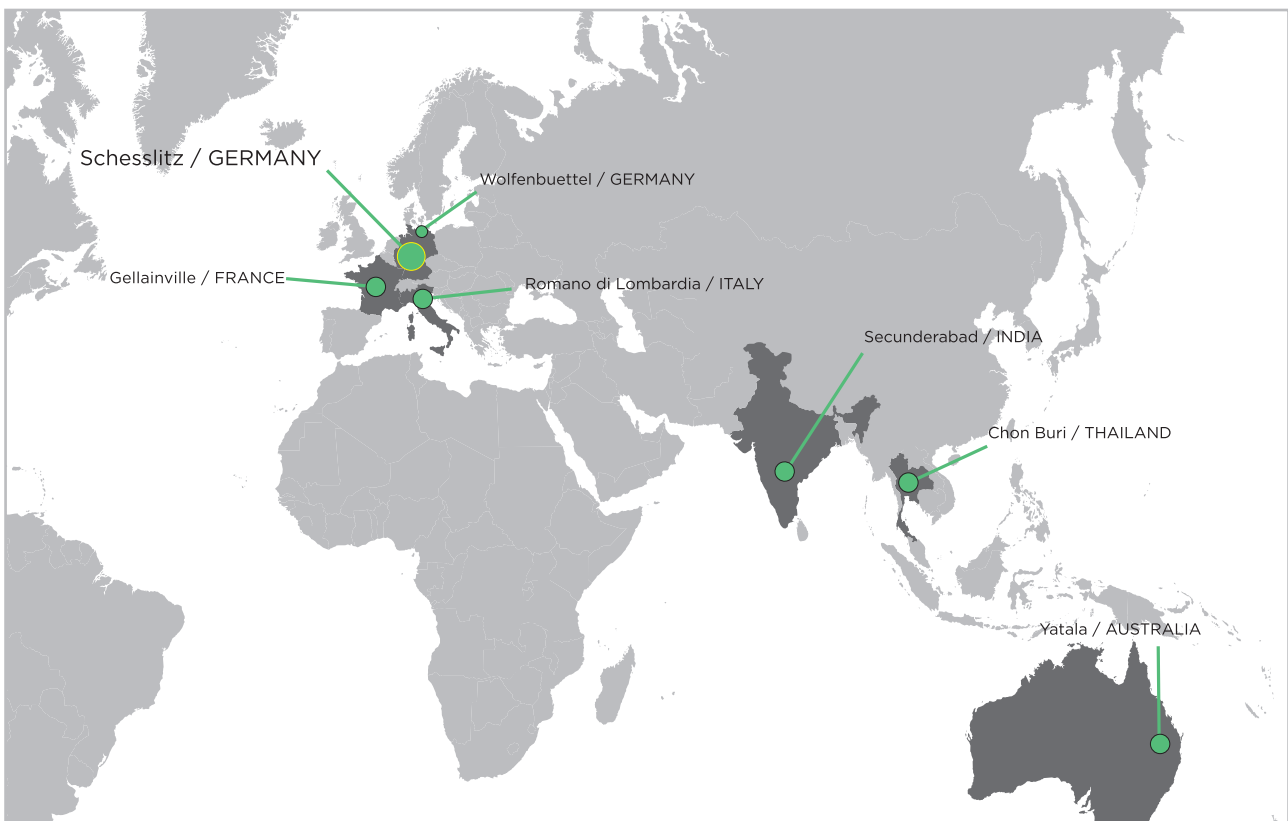 Schesslitz / GERMANY
Wolfenbuettel / GERMANY
Gellainville / FRANCE
Romano di Lombardia / ITALY
Secunderabad / INDIA
Chon Buri / THAILAND
Yatala / AUSTRALIA